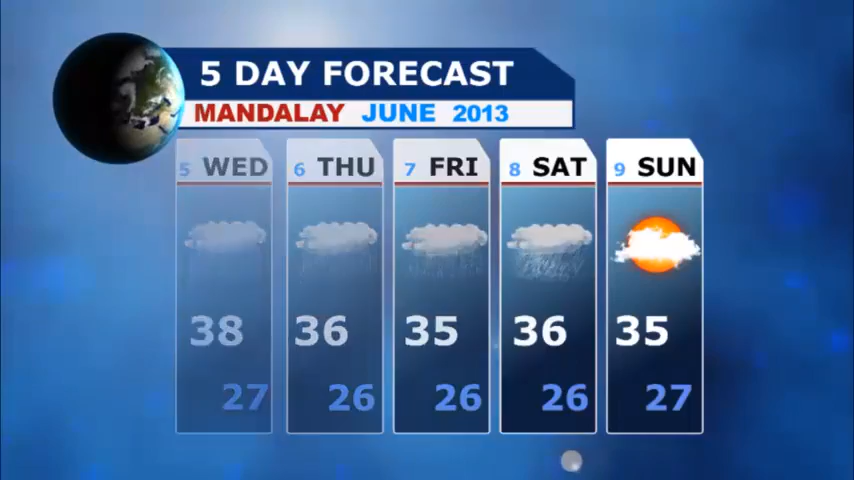 5 DAY FORECAST
MANDALAY JUNE 2013
5 WED 6 THU 7 FRI 8 SAT 9 SUN
38 36 35 36 35
27 26 26 26 27